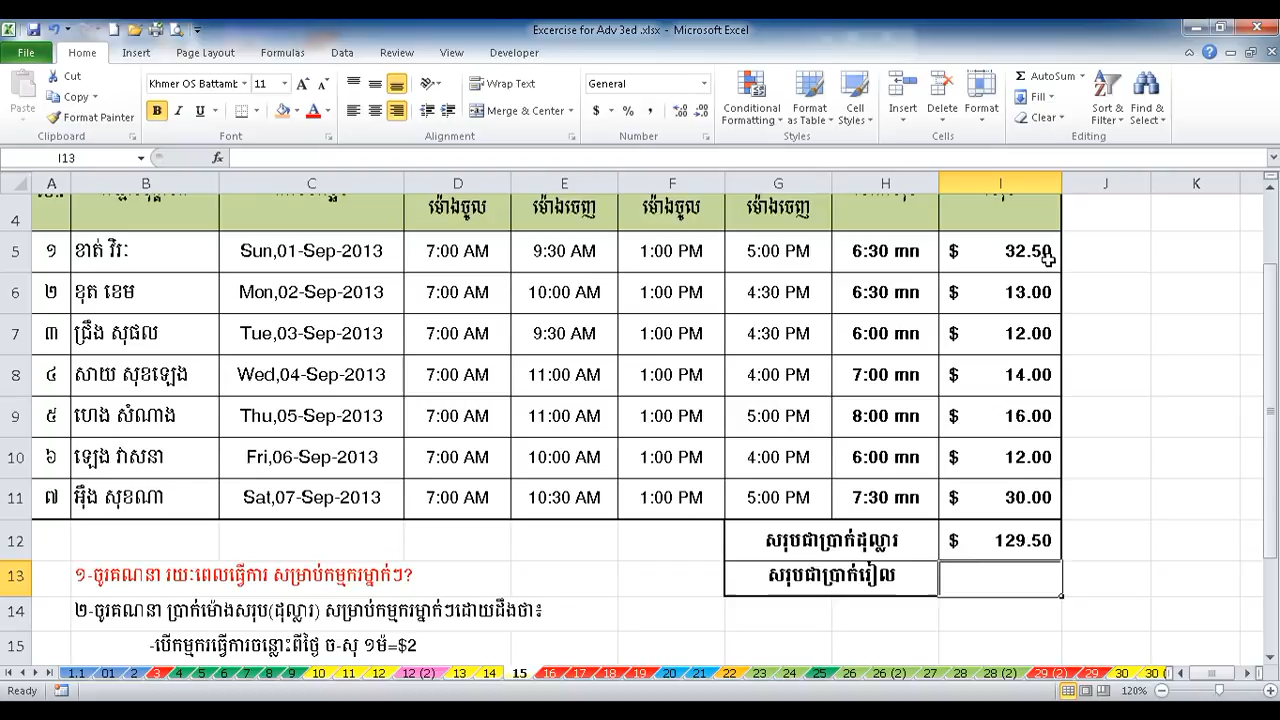 Exercise for Adv 3ed .xlsx - Microsoft Excel
File Home Insert Page Layout Formulas Data Review View Developer
Paste Cut Copy Format Painter Clipboard
Khmer OS Battamb 11 B I U A Font
Wrap Text Merge & Center Alignment
General $ % , Number
Conditional Formatting Format as Table Cell Styles Styles
Insert Delete Format Cells
AutoSum Fill Clear Sort & Filter Find & Select Editing
I13 fx
A B C D E F G H I J K
4 ម៉ោងចូល ម៉ោងចេញ ម៉ោងចូល ម៉ោងចេញ
5 ១ ខាត់ វិរៈ Sun,01-Sep-2013 7:00 AM 9:30 AM 1:00 PM 5:00 PM 6:30 mn $ 32.50
6 ២ ខុត ខេម Mon,02-Sep-2013 7:00 AM 10:00 AM 1:00 PM 4:30 PM 6:30 mn $ 13.00
7 ៣ ជ្រឹង សុផល Tue,03-Sep-2013 7:00 AM 9:30 AM 1:00 PM 4:30 PM 6:00 mn $ 12.00
8 ៤ សាយ សុខឡេង Wed,04-Sep-2013 7:00 AM 11:00 AM 1:00 PM 4:00 PM 7:00 mn $ 14.00
9 ៥ ហេង សំណាង Thu,05-Sep-2013 7:00 AM 11:00 AM 1:00 PM 5:00 PM 8:00 mn $ 16.00
10 ៦ ឡេង វាសនា Fri,06-Sep-2013 7:00 AM 10:00 AM 1:00 PM 4:00 PM 6:00 mn $ 12.00
11 ៧ អ៊ឹង សុខណា Sat,07-Sep-2013 7:00 AM 10:30 AM 1:00 PM 5:00 PM 7:30 mn $ 30.00
12 សរុបជាប្រាក់ដុល្លារ $ 129.50
13 ១-ចូរគណនា រយៈពេលធ្វើការ សម្រាប់កម្មករម្នាក់ៗ? សរុបជាប្រាក់រៀល
14 ២-ចូរគណនា ប្រាក់ម៉ោងសរុប(ដុល្លារ) សម្រាប់កម្មករម្នាក់ៗដោយដឹងថា៖
15 -បើកម្មករធ្វើការចន្លោះពីថ្ងៃ ច-សុ ១ម៉=$2
1.1 01 2 3 4 5 6 7 8 9 10 11 12 12 (2) 14 15 16 17 18 19 20 21 22 23 24 25 26 26 (2) 27 28 28 (2) 29 (2) 29 30 30 (
Ready 120%